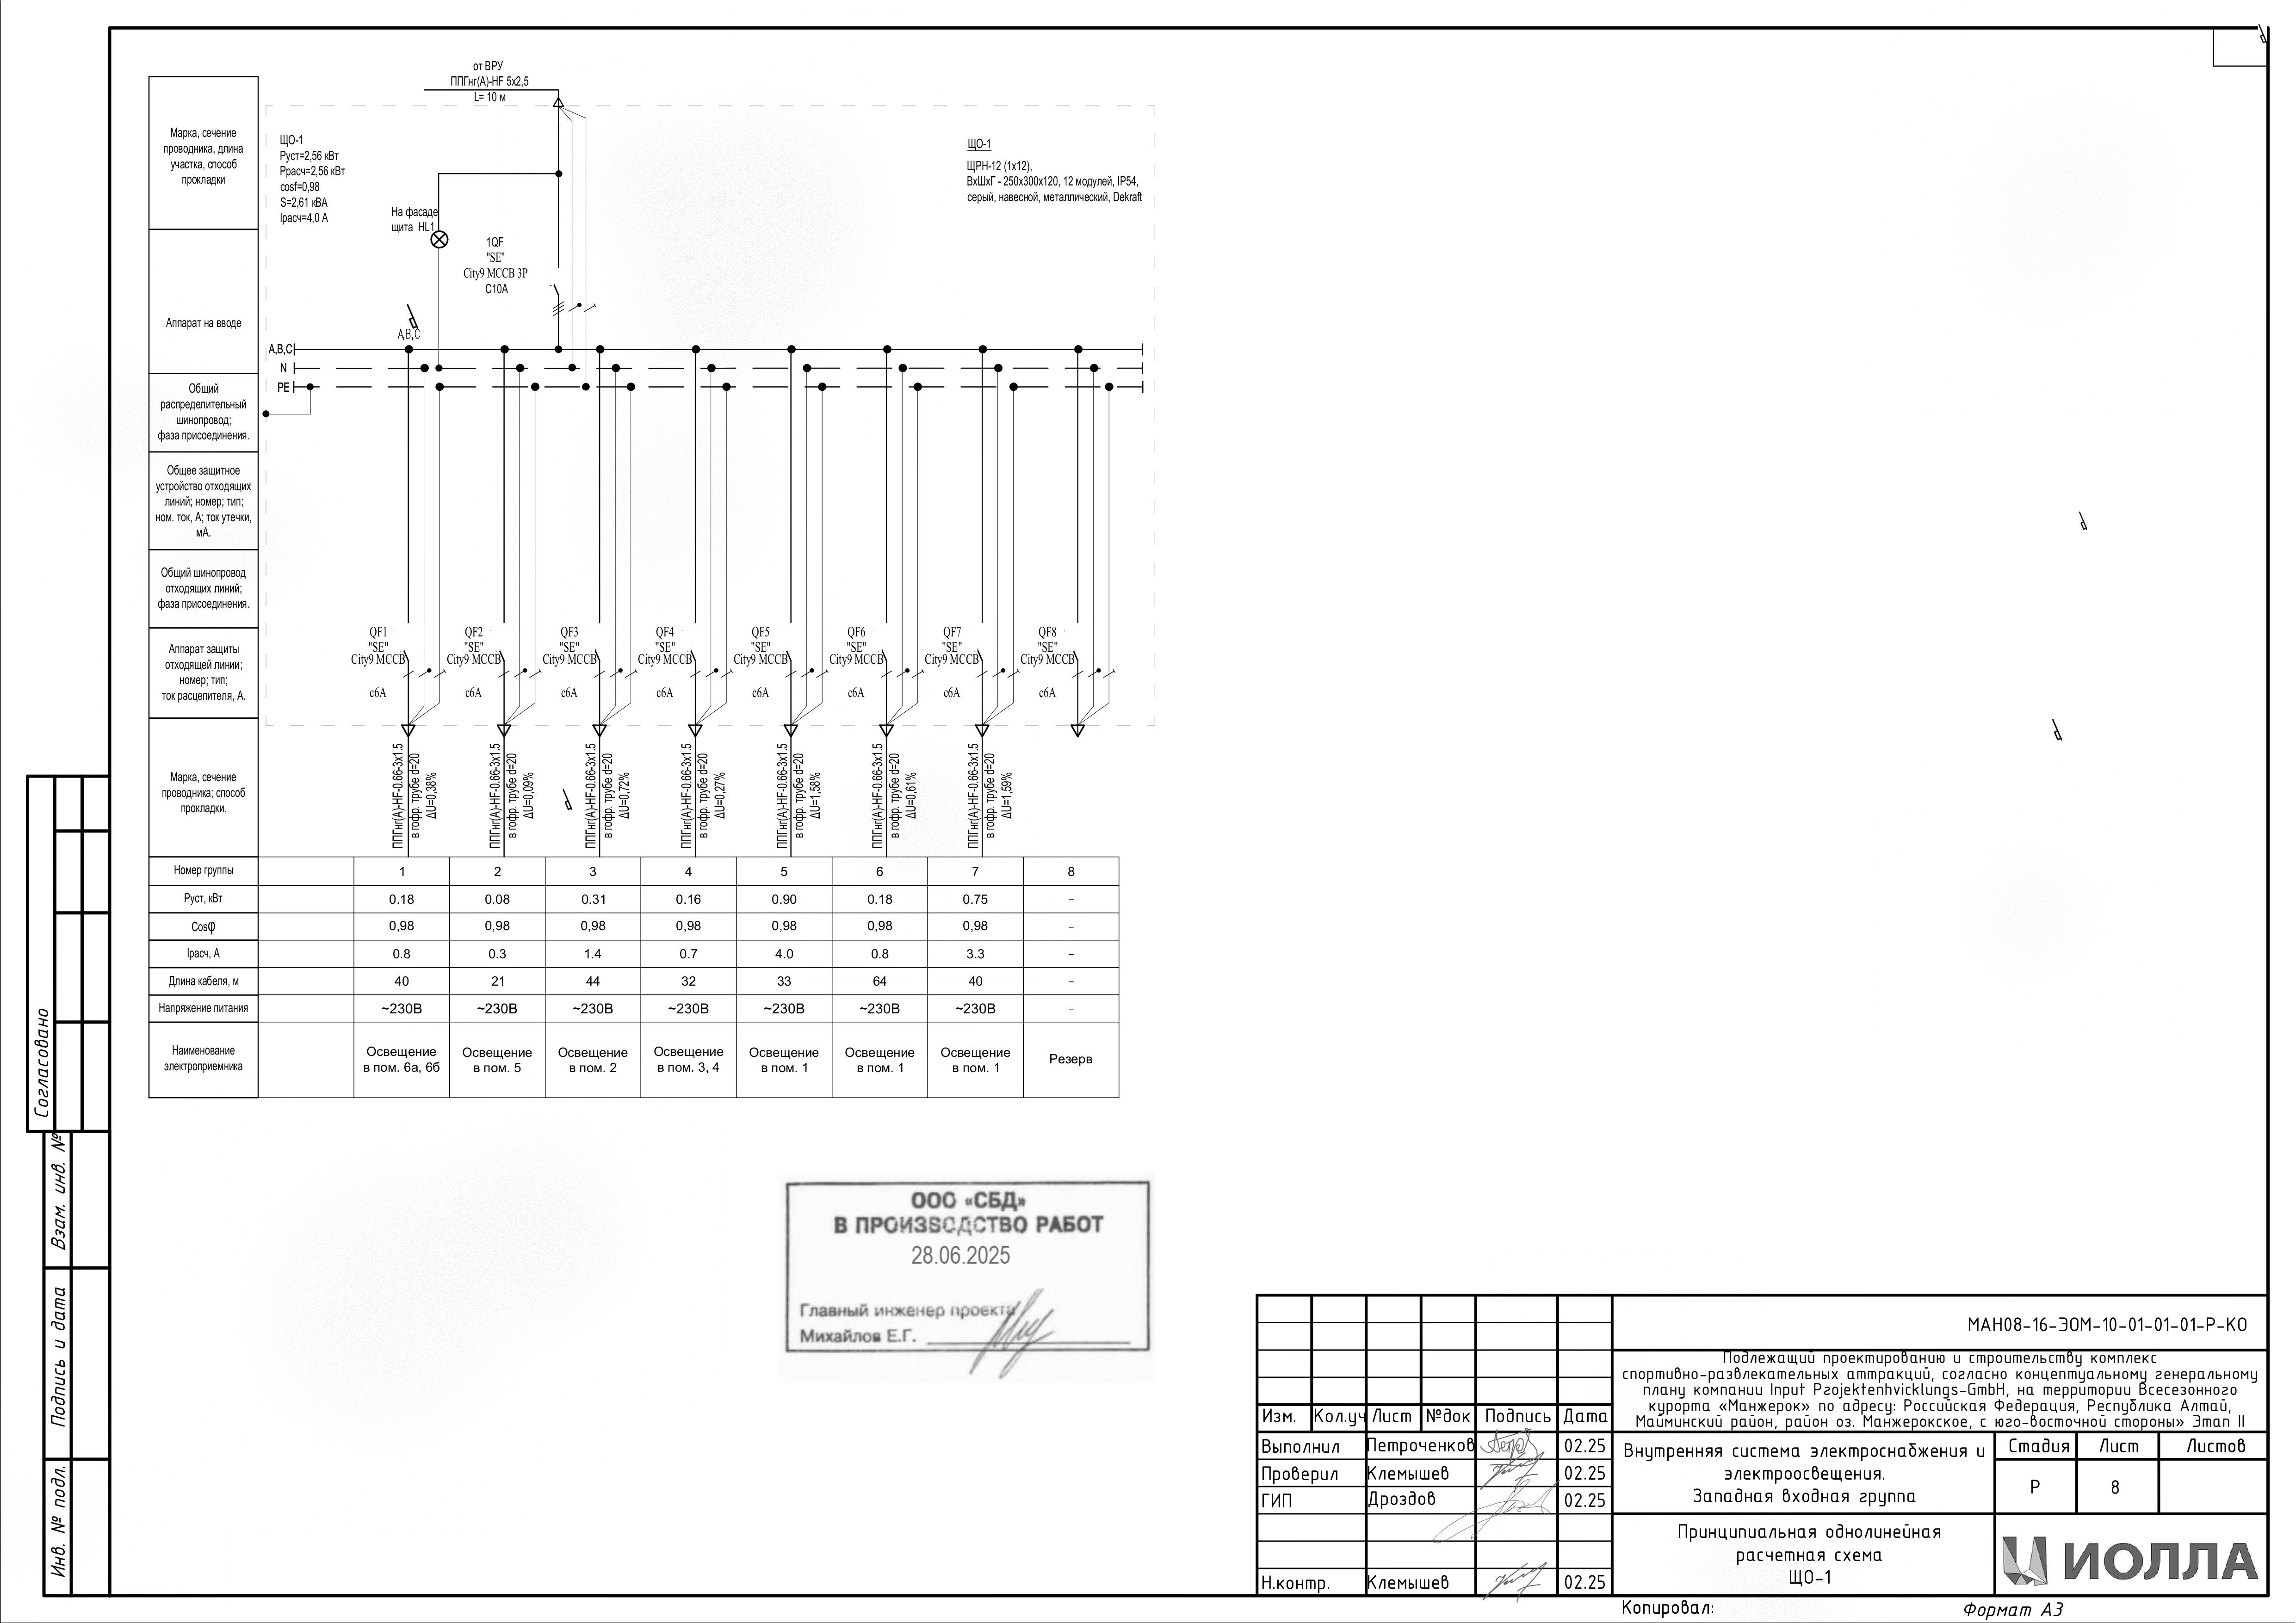 от ВРУ
ППГнг(А)-HF 5х2,5
L= 10 м
Марка, сечение
проводника, длина
участка, способ
прокладки
ЩО-1
Руст=2,56 кВт
Ррасч=2,56 кВт
cosf=0,98
S=2,61 кВА
Iрасч=4,0 А
ЩО-1
ЩРН-12 (1х12),
ВхШхГ - 250х300х120, 12 модулей, IP54,
серый, навесной, металлический, Dekraft
На фасаде
щита HL1
1QF
"SE"
City9 MCCB 3P
C10A
Аппарат на вводе
A,B,C
A,B,C
N
PE
Общий
распределительный
шинопровод;
фаза присоединения.
Общее защитное
устройство отходящих
линий; номер; тип;
ном. ток, А; ток утечки,
мА.
Общий шинопровод
отходящих линий;
фаза присоединения.
Аппарат защиты
отходящей линии;
номер; тип;
ток расцепителя, А.
QF1 QF2 QF3 QF4 QF5 QF6 QF7 QF8
"SE" "SE" "SE" "SE" "SE" "SE" "SE" "SE"
City9 MCCB City9 MCCB City9 MCCB City9 MCCB City9 MCCB City9 MCCB City9 MCCB City9 MCCB
c6A c6A c6A c6A c6A c6A c6A c6A
Марка, сечение
проводника; способ
прокладки.
ППГнг(А)-HF-0.66-3х1.5
в гофр. трубе d=20
ΔU=0,38%
ППГнг(А)-HF-0.66-3х1.5
в гофр. трубе d=20
ΔU=0,09%
ППГнг(А)-HF-0.66-3х1.5
в гофр. трубе d=20
ΔU=0,72%
ППГнг(А)-HF-0.66-3х1.5
в гофр. трубе d=20
ΔU=0,27%
ППГнг(А)-HF-0.66-3х1.5
в гофр. трубе d=20
ΔU=1,58%
ППГнг(А)-HF-0.66-3х1.5
в гофр. трубе d=20
ΔU=0,61%
ППГнг(А)-HF-0.66-3х1.5
в гофр. трубе d=20
ΔU=1,59%
Номер группы 1 2 3 4 5 6 7 8
Руст, кВт 0.18 0.08 0.31 0.16 0.90 0.18 0.75 –
Cosφ 0,98 0,98 0,98 0,98 0,98 0,98 0,98 –
Iрасч, А 0.8 0.3 1.4 0.7 4.0 0.8 3.3 –
Длина кабеля, м 40 21 44 32 33 64 40 –
Напряжение питания ~230В ~230В ~230В ~230В ~230В ~230В ~230В –
Наименование
электроприемника
Освещение
в пом. 6а, 6б
Освещение
в пом. 5
Освещение
в пом. 2
Освещение
в пом. 3, 4
Освещение
в пом. 1
Освещение
в пом. 1
Освещение
в пом. 1
Резерв
Согласовано
Взам. инв. №
Подпись и дата
Инв. № подл.
ООО «СБД»
В ПРОИЗВОДСТВО РАБОТ
28.06.2025
Главный инженер проекта
Михайлов Е.Г.
МАН08-16-ЭОМ-10-01-01-01-Р-КО
Подлежащий проектированию и строительству комплекс
спортивно-развлекательных аттракций, согласно концептуальному генеральному
плану компании Input Projektenhvicklungs-GmbH, на территории Всесезонного
курорта «Манжерок» по адресу: Российская Федерация, Республика Алтай,
Майминский район, район оз. Манжерокское, с юго-восточной стороны» Этап II
Изм. Кол.уч Лист №док Подпись Дата
Выполнил Петроченков 02.25
Проверил Клемышев 02.25
ГИП Дроздов 02.25
Н.контр. Клемышев 02.25
Внутренняя система электроснабжения и
электроосвещения.
Западная входная группа
Стадия Лист Листов
Р 8
Принципиальная однолинейная
расчетная схема
ЩО-1
ИОЛЛА
Копировал:
Формат А3